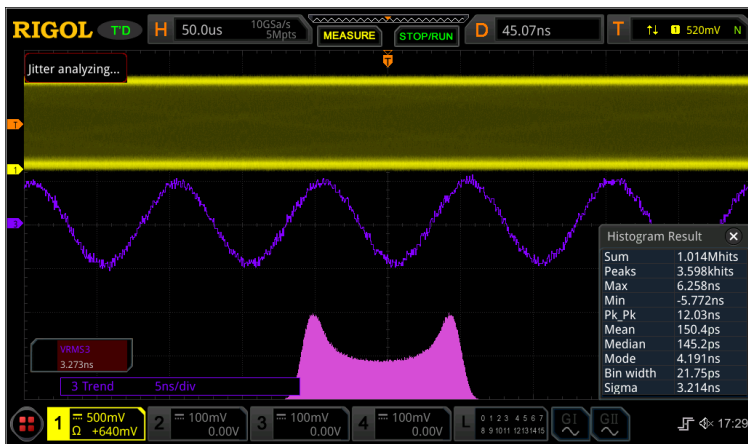 RIGOL T'D H 50.0us 10GSa/s 5Mpts MEASURE STOP/RUN D 45.07ns T 1 520mV N
Jitter analyzing...
T
T
1
3
Histogram Result
Sum 1.014Mhits
Peaks 3.598khits
Max 6.258ns
Min -5.772ns
Pk_Pk 12.03ns
Mean 150.4ps
Median 145.2ps
Mode 4.191ns
Bin width 21.75ps
Sigma 3.214ns
VRMS3
3.273ns
3 Trend 5ns/div
1 500mV Ω +640mV 2 100mV 0.00V 3 100mV 0.00V 4 100mV 0.00V L 0 1 2 3 4 5 6 7 8 9 10 11 12 13 14 15 GI GII 17:29